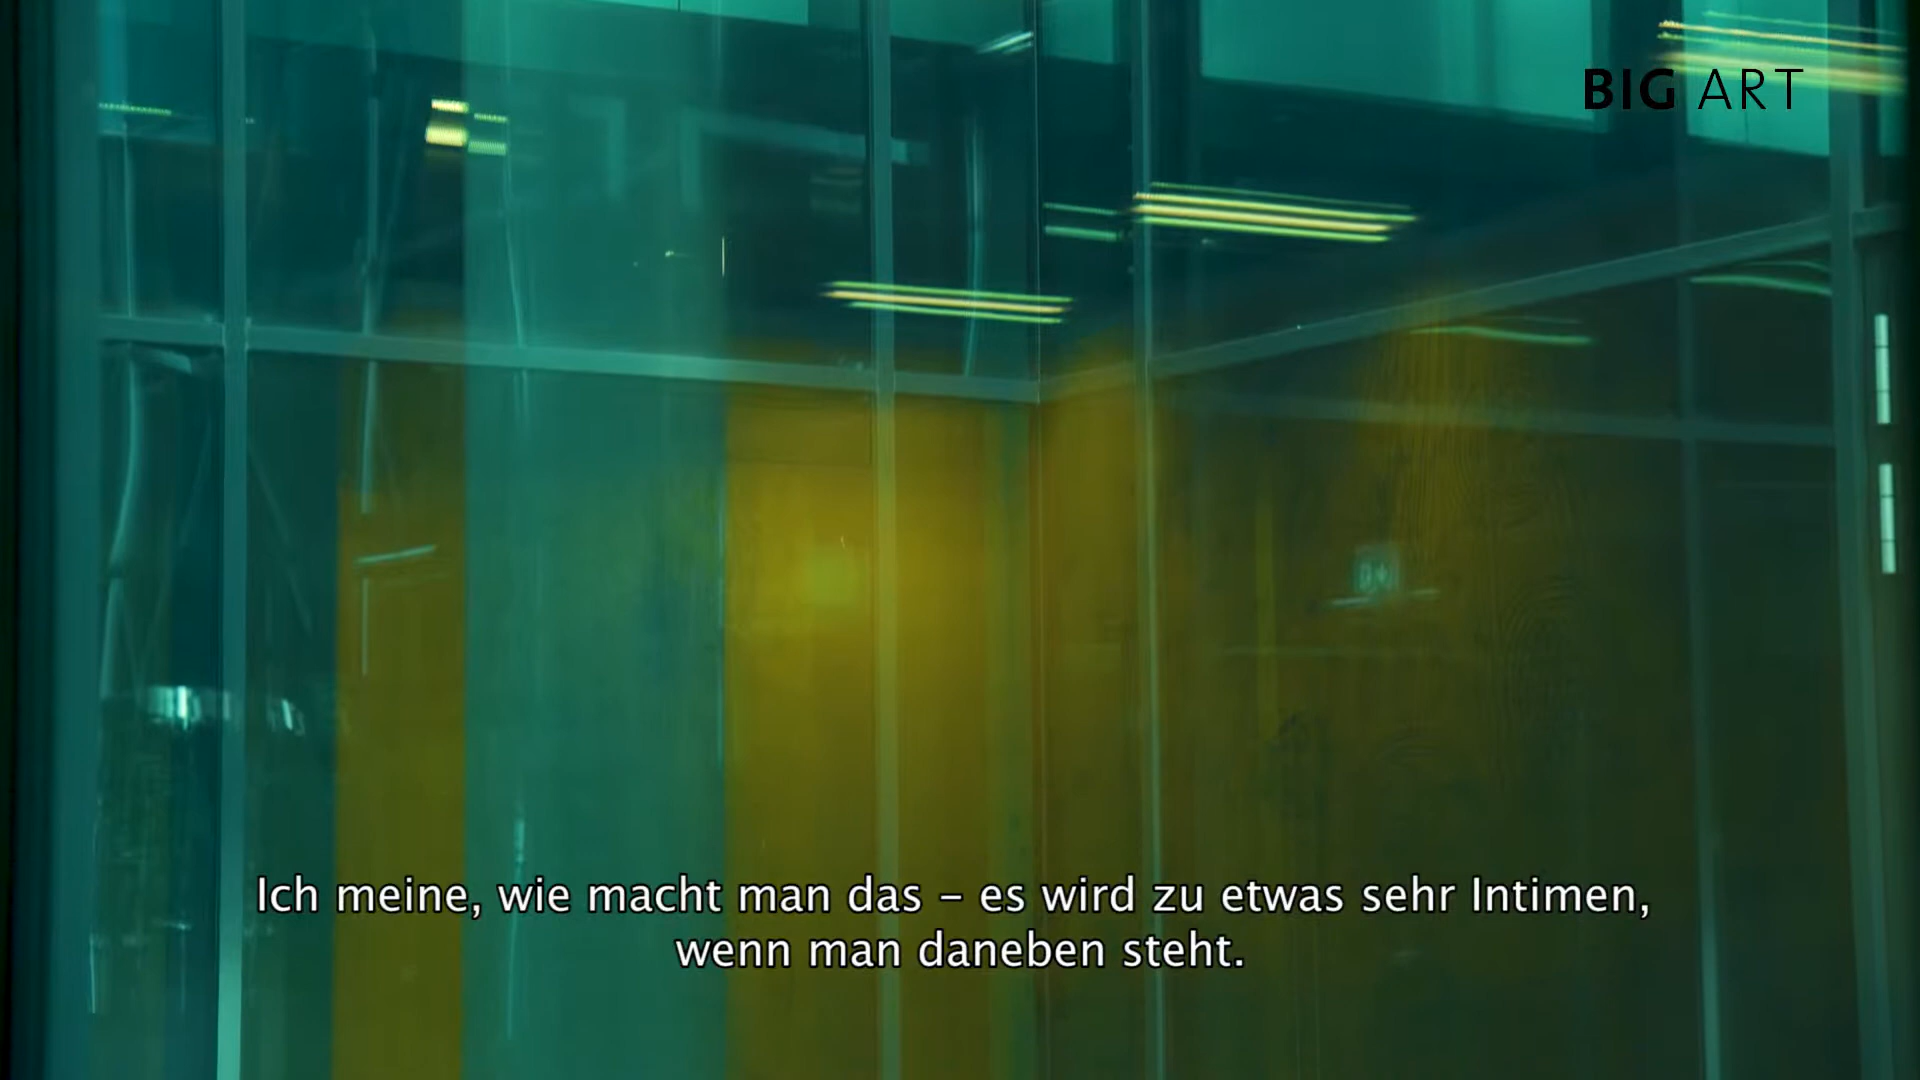 BIG ART
Ich meine, wie macht man das – es wird zu etwas sehr Intimen,
wenn man daneben steht.